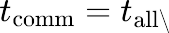 t_comm = t_all\